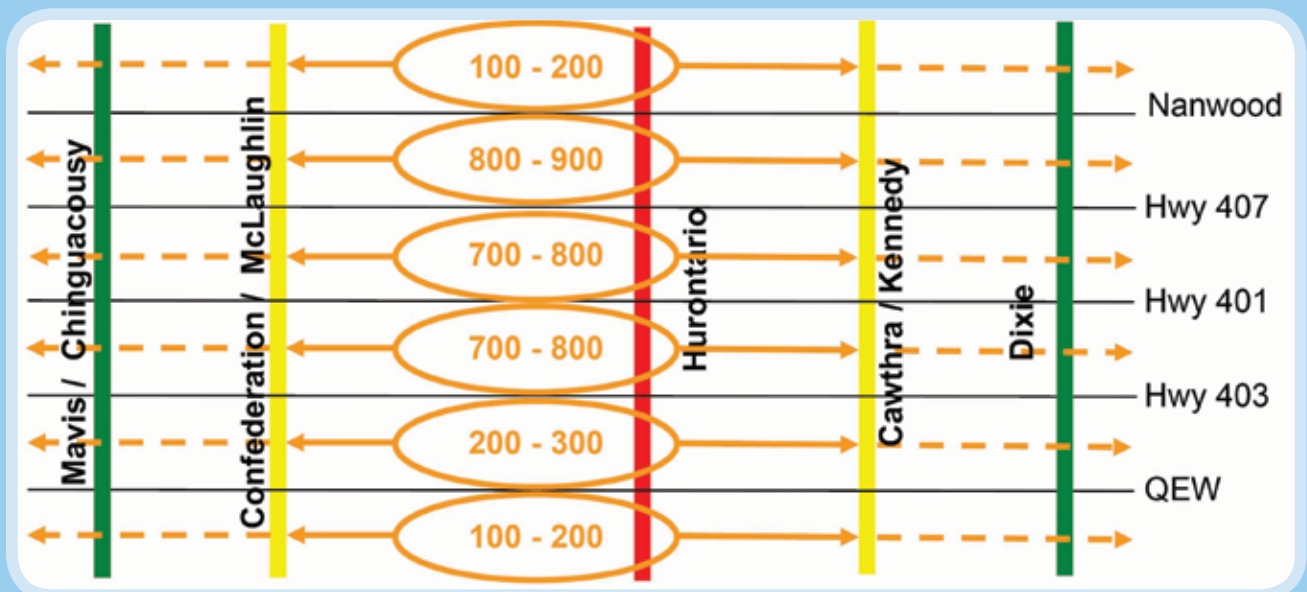 100 - 200
Nanwood
800 - 900
Hwy 407
700 - 800
Hwy 401
700 - 800
Hwy 403
200 - 300
QEW
100 - 200
Mavis / Chinguacousy
Confederation / McLaughlin
Hurontario
Cawthra / Kennedy
Dixie